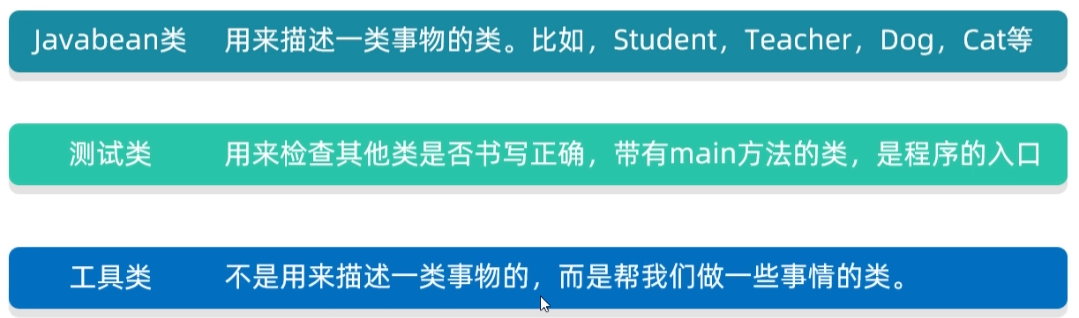 Javabean类 用来描述一类事物的类。比如，Student，Teacher，Dog，Cat等
测试类 用来检查其他类是否书写正确，带有main方法的类，是程序的入口
工具类 不是用来描述一类事物的，而是帮我们做一些事情的类。